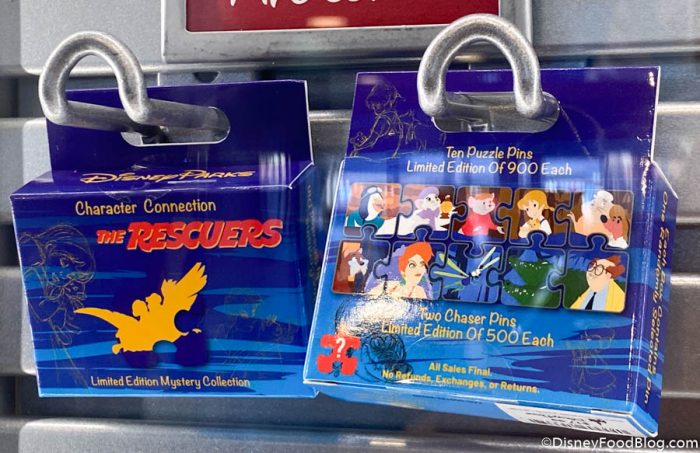 DISNEY PARKS
Character Connection
THE RESCUERS
Limited Edition Mystery Collection
Ten Puzzle Pins
Limited Edition Of 900 Each
Two Chaser Pins
Limited Edition Of 500 Each
?
All Sales Final.
No Refunds, Exchanges, or Returns.
©DisneyFoodBlog.com